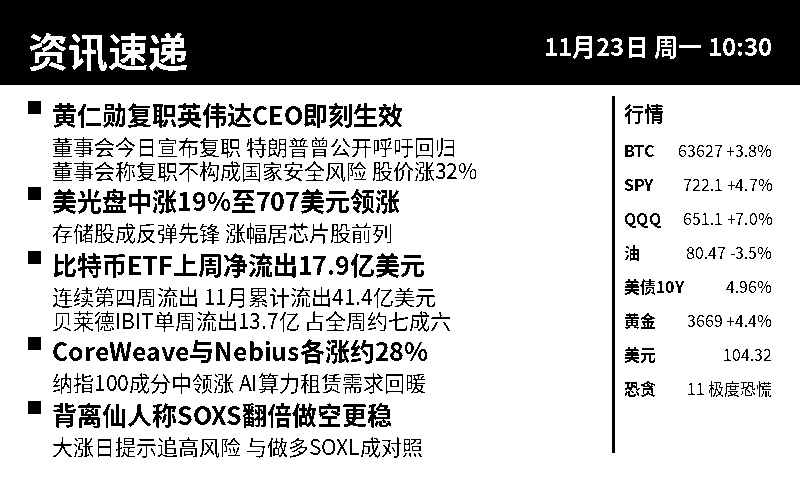 资讯速递
11月23日 周一 10:30
黄仁勋复职英伟达CEO即刻生效
董事会今日宣布复职 特朗普曾公开呼吁回归
董事会称复职不构成国家安全风险 股价涨32%
美光盘中涨19%至707美元领涨
存储股成反弹先锋 涨幅居芯片股前列
比特币ETF上周净流出17.9亿美元
连续第四周流出 11月累计流出41.4亿美元
贝莱德IBIT单周流出13.7亿 占全周约七成六
CoreWeave与Nebius各涨约28%
纳指100成分中领涨 AI算力租赁需求回暖
背离仙人称SOXS翻倍做空更稳
大涨日提示追高风险 与做多SOXL成对照
行情
BTC 63627 +3.8%
SPY 722.1 +4.7%
QQQ 651.1 +7.0%
油 80.47 -3.5%
美债10Y 4.96%
黄金 3669 +4.4%
美元 104.32
恐贪 11 极度恐慌